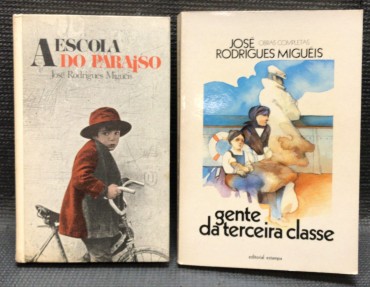 A ESCOLA
DO PARAíSO
José Rodrigues Miguéis
JOSÉ OBRAS COMPLETAS
RODRIGUES MIGUÉIS
gente
da terceira classe
editorial estampa